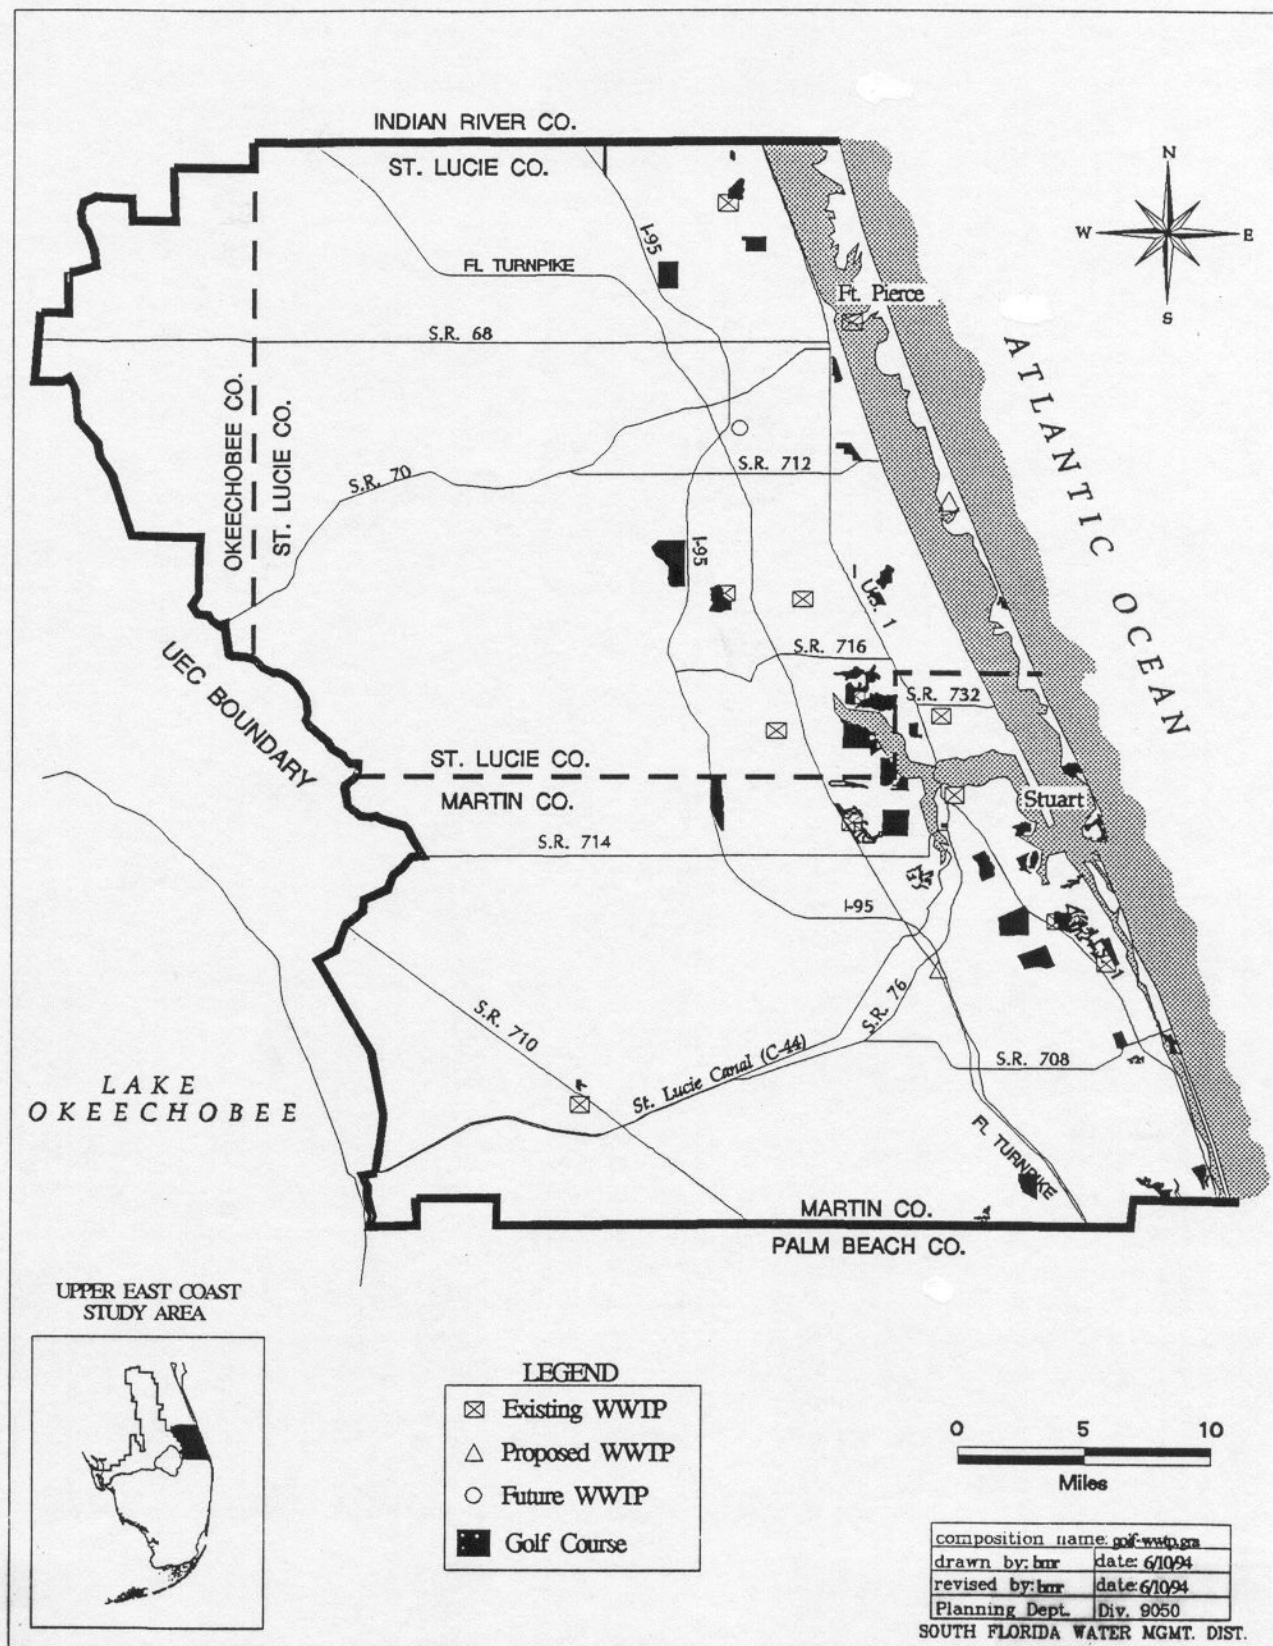 INDIAN RIVER CO.
ST. LUCIE CO.
N
W
E
S
I-95
FL TURNPIKE
Ft. Pierce
S.R. 68
ATLANTIC OCEAN
OKEECHOBEE CO.
ST. LUCIE CO.
S.R. 70
S.R. 712
I-95
U.S. 1
S.R. 716
S.R. 732
UEC BOUNDARY
ST. LUCIE CO.
MARTIN CO.
Stuart
S.R. 714
I-95
S.R. 76
S.R. 710
St. Lucie Canal (C-44)
S.R. 708
LAKE
OKEECHOBEE
FL TURNPIKE
MARTIN CO.
PALM BEACH CO.
UPPER EAST COAST
STUDY AREA
LEGEND
Existing WWTP
Proposed WWTP
Future WWTP
Golf Course
0 5 10
Miles
composition name: golf-wwtp.gra
drawn by: bmr date: 6/10/94
revised by: bmr date: 6/10/94
Planning Dept. Div. 9050
SOUTH FLORIDA WATER MGMT. DIST.